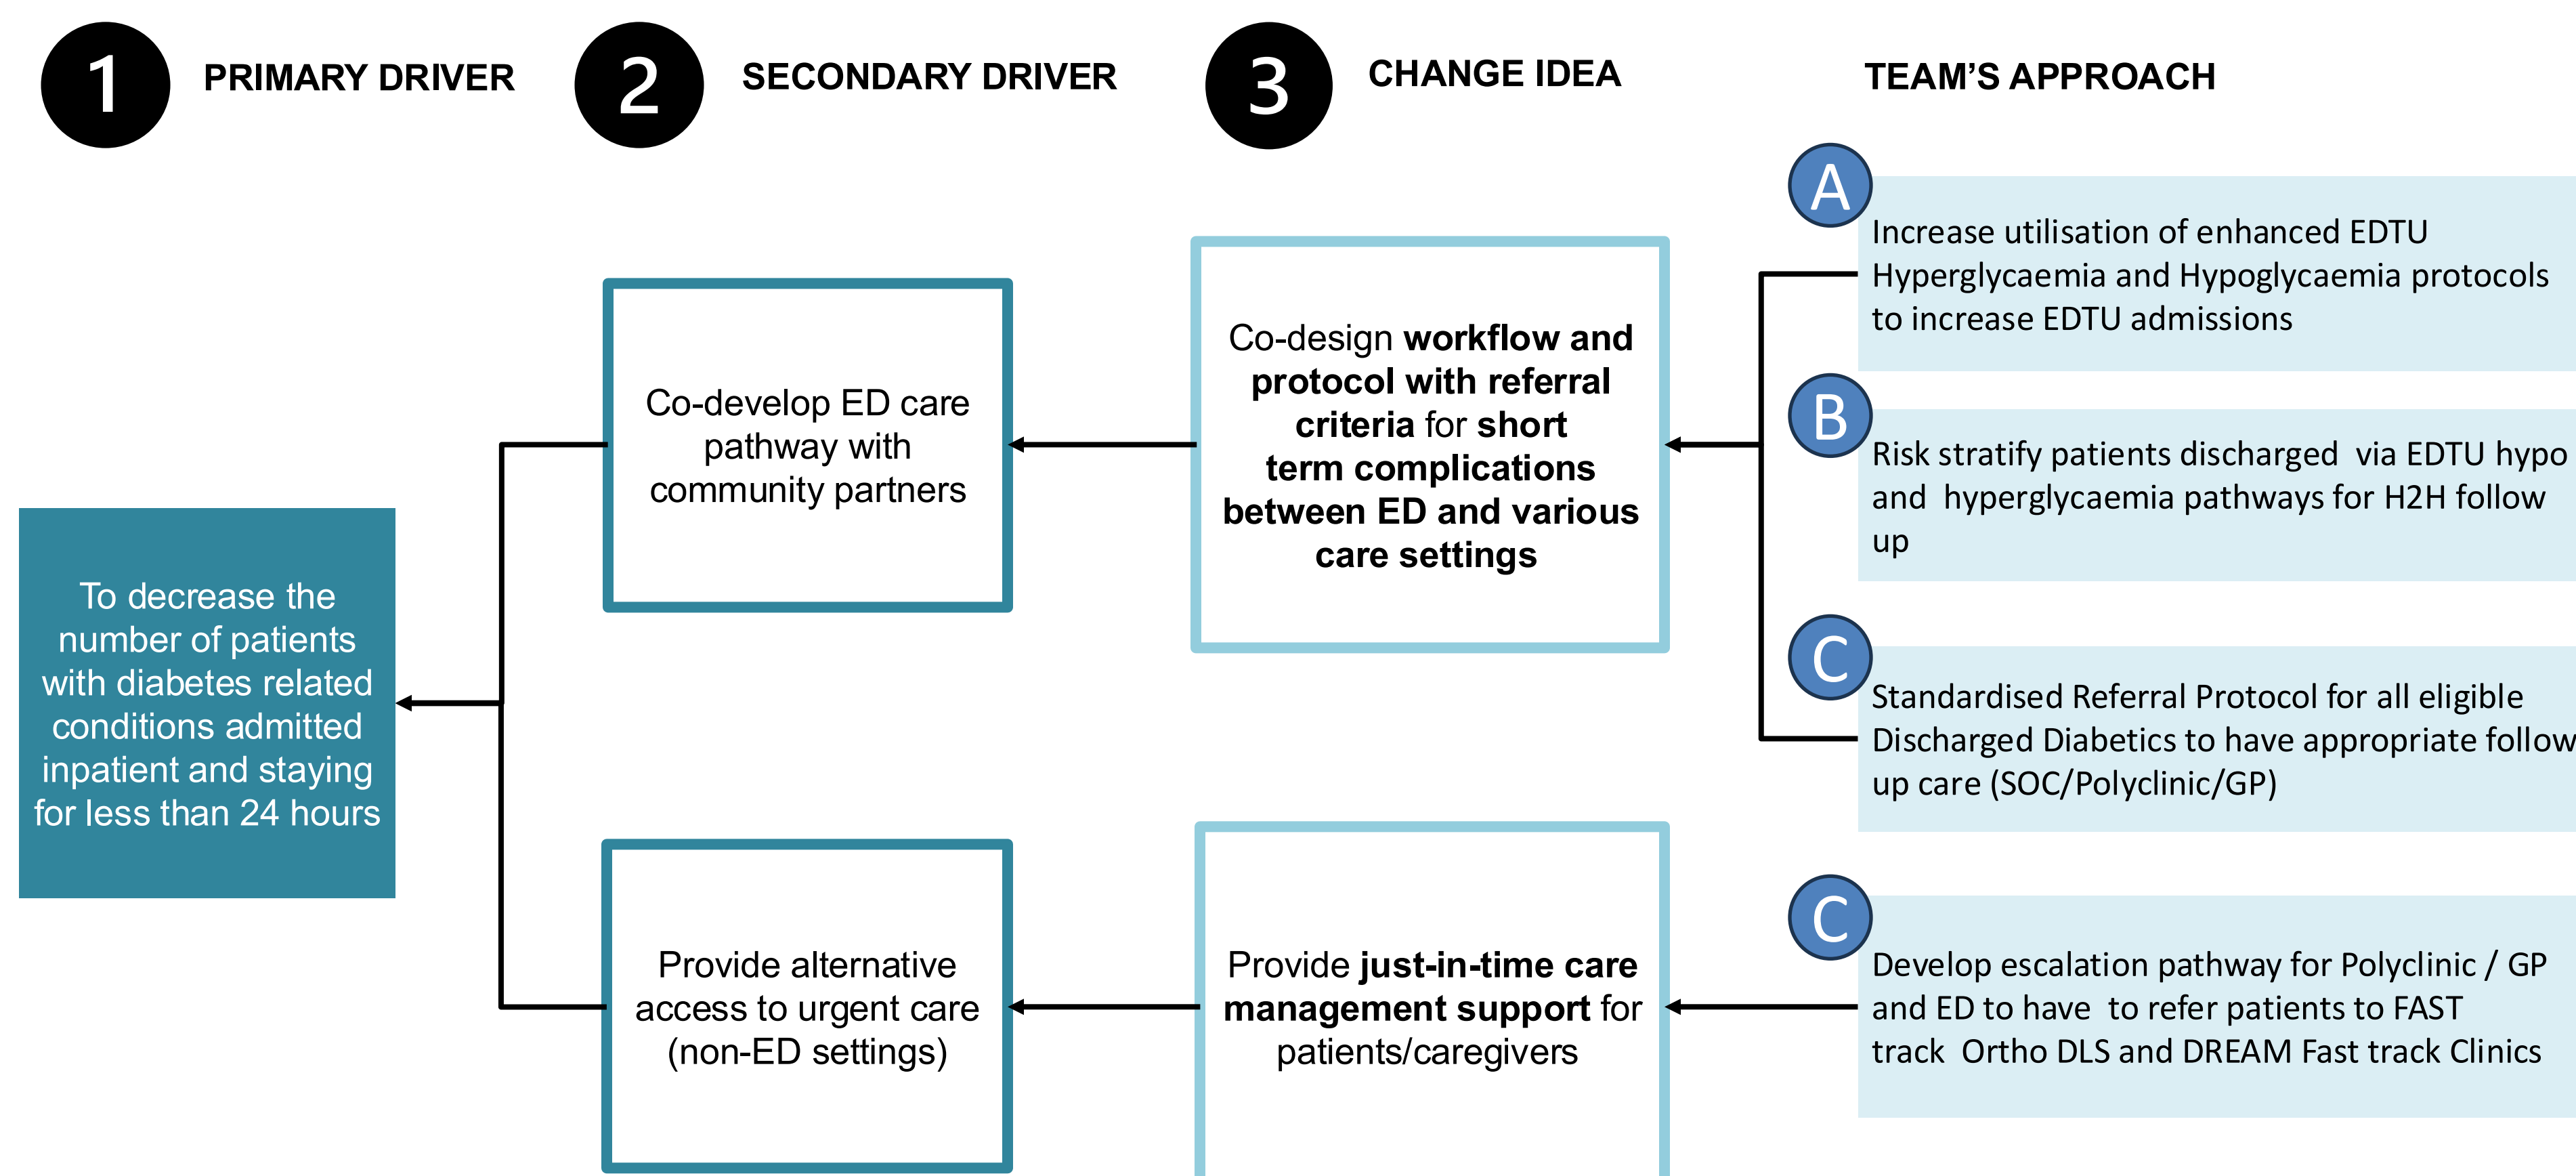 1
PRIMARY DRIVER
2
SECONDARY DRIVER
3
CHANGE IDEA
TEAM’S APPROACH
To decrease the
number of patients
with diabetes related
conditions admitted
inpatient and staying
for less than 24 hours
Co-develop ED care
pathway with
community partners
Provide alternative
access to urgent care
(non-ED settings)
Co-design workflow and
protocol with referral
criteria for short
term complications
between ED and various
care settings
Provide just-in-time care
management support for
patients/caregivers
A
Increase utilisation of enhanced EDTU
Hyperglycaemia and Hypoglycaemia protocols
to increase EDTU admissions
B
Risk stratify patients discharged  via EDTU hypo
and  hyperglycaemia pathways for H2H follow
up
C
Standardised Referral Protocol for all eligible
Discharged Diabetics to have appropriate follow
up care (SOC/Polyclinic/GP)
C
Develop escalation pathway for Polyclinic / GP
and ED to have  to refer patients to FAST
track  Ortho DLS and DREAM Fast track Clinics